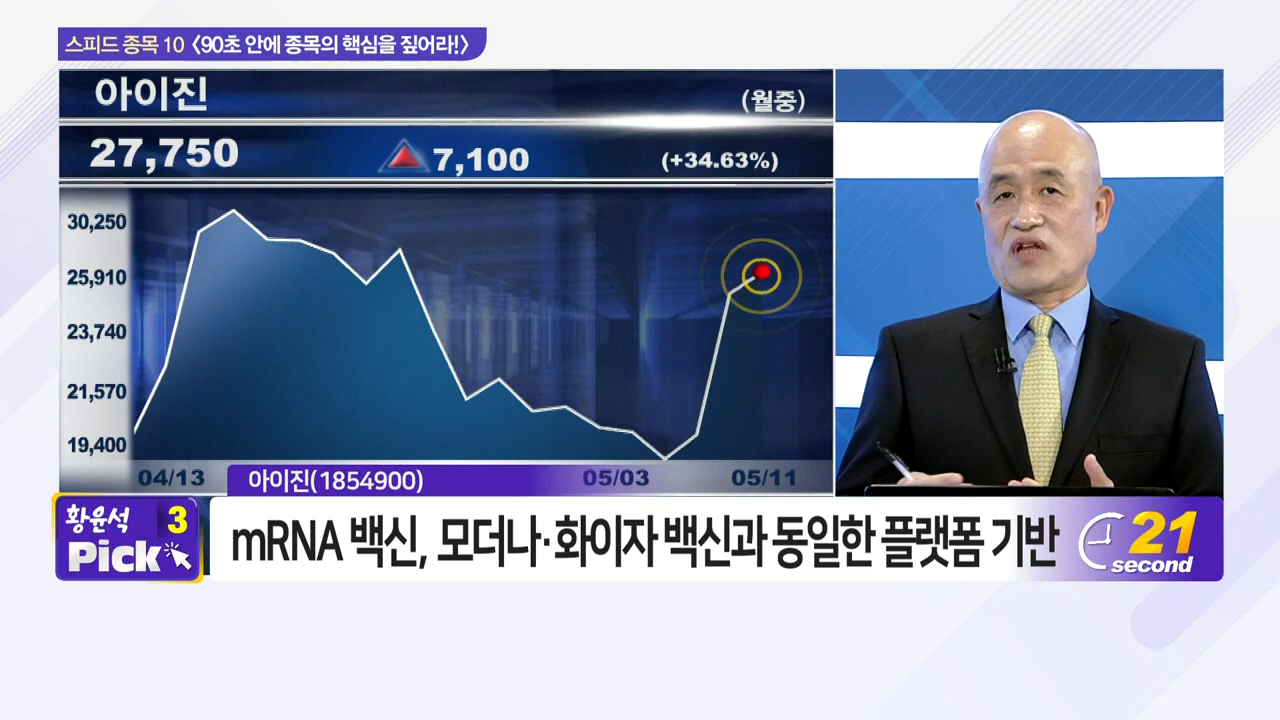 스피드 종목 10 〈90초 안에 종목의 핵심을 짚어라!〉
아이진 (월중)
27,750 ▲ 7,100 (+34.63%)
30,250
25,910
23,740
21,570
19,400
04/13 05/03 05/11
아이진(1854900)
황윤석 3
Pick
mRNA 백신, 모더나·화이자 백신과 동일한 플랫폼 기반
21
second